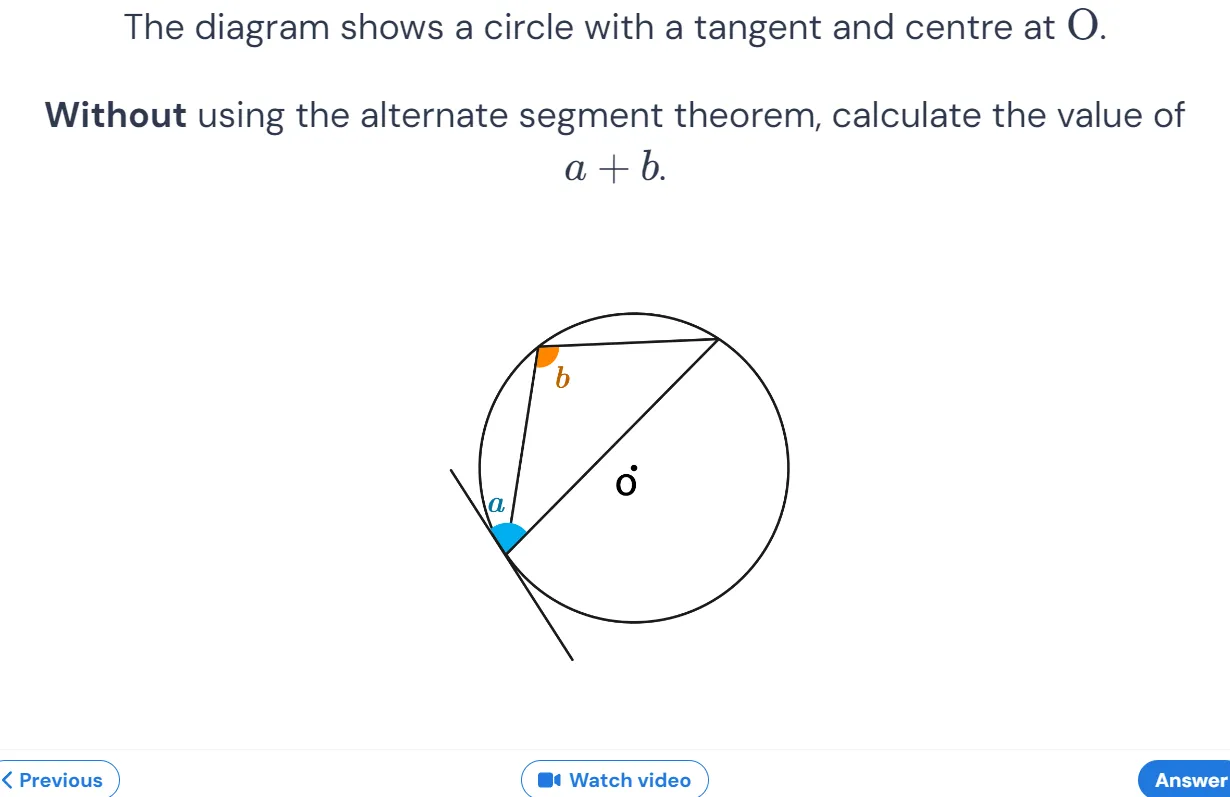 The diagram shows a circle with a tangent and centre at O.
Without using the alternate segment theorem, calculate the value of
a + b.
b
a
O
Previous
Watch video
Answer